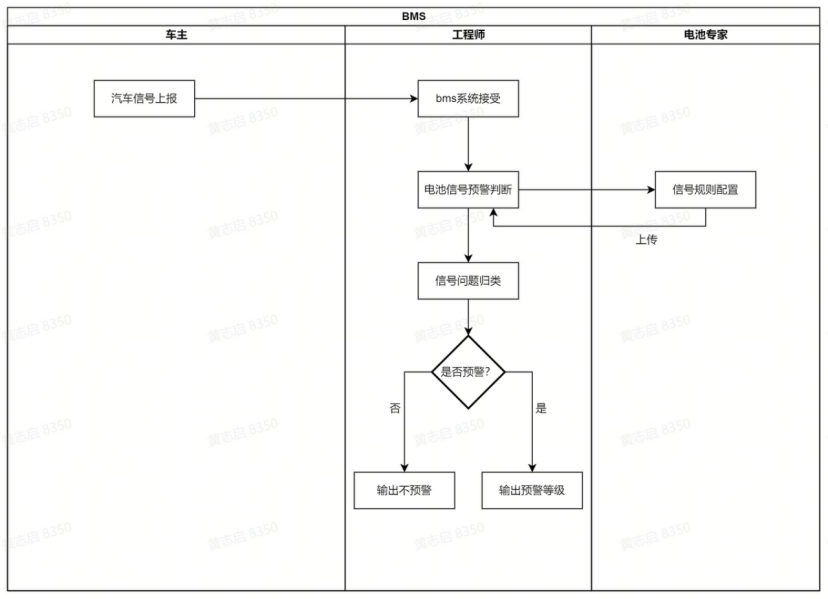 BMS
车主
工程师
电池专家
汽车信号上报
bms系统接受
电池信号预警判断
信号规则配置
上传
信号问题归类
是否预警?
否
是
输出不预警
输出预警等级
黄志启 8350